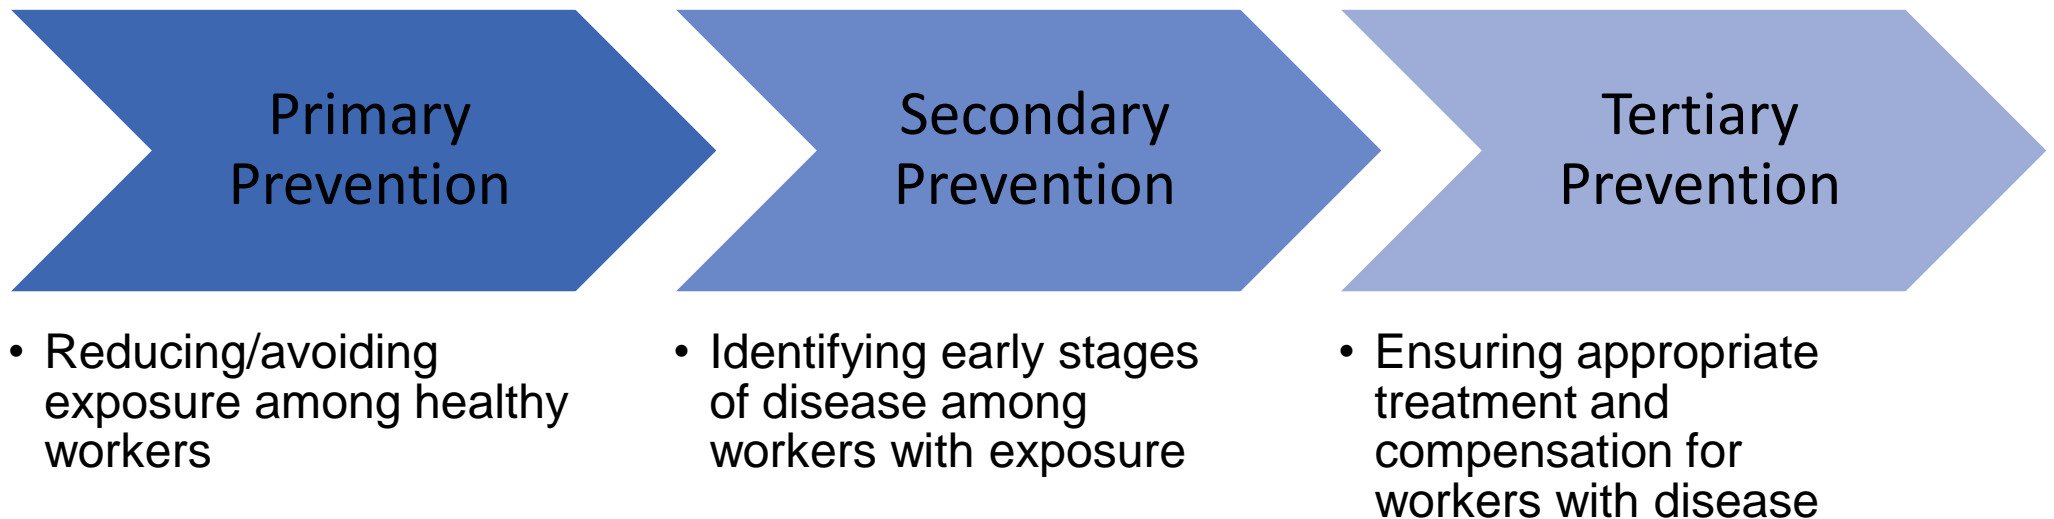 Primary
Prevention
Secondary
Prevention
Tertiary
Prevention
• Reducing/avoiding
exposure among healthy
workers
• Identifying early stages
of disease among
workers with exposure
• Ensuring appropriate
treatment and
compensation for
workers with disease